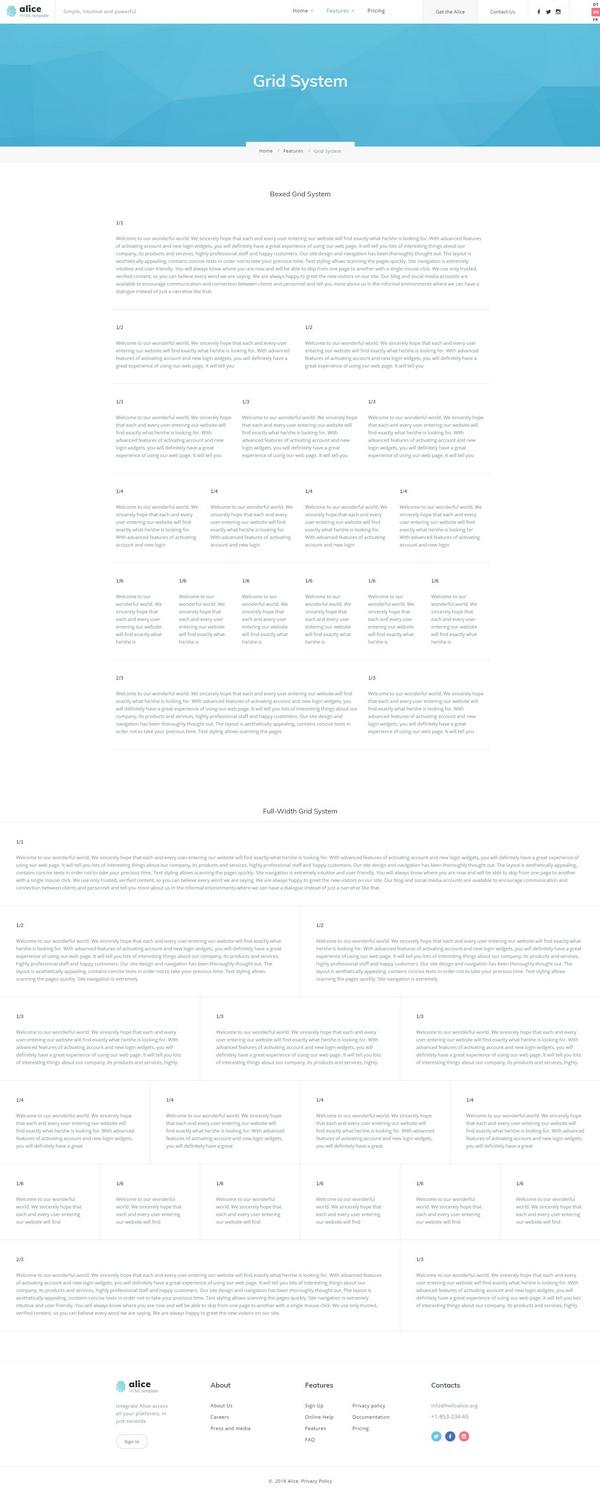 alice
HTML template
Simple, intuitive and powerful
Home
Features
Pricing
Get the Alice
Contact Us
DT
EN
FR
Grid System
Home / Features / Grid System
Boxed Grid System
1/1
Welcome to our wonderful world. We sincerely hope that each and every user entering our website will find exactly what he/she is looking for. With advanced features
of activating account and new login widgets, you will definitely have a great experience of using our web page. It will tell you lots of interesting things about our
company, its products and services, highly professional staff and happy customers. Our site design and navigation has been thoroughly thought out. The layout is
aesthetically appealing, contains concise texts in order not to take your precious time. Text styling allows scanning the pages quickly. Site navigation is extremely
intuitive and user-friendly. You will always know where you are now and will be able to skip from one page to another with a single mouse click. We use only trusted,
verified content, so you can believe every word we are saying. We are always happy to greet the new visitors on our site. Our blog and social media accounts are
available to encourage communication and connection between clients and personnel and tell you more about us in the informal environments where we can have a
dialogue instead of just a narrative like that.
1/2
Welcome to our wonderful world. We sincerely hope that each and every user
entering our website will find exactly what he/she is looking for. With advanced
features of activating account and new login widgets, you will definitely have a
great experience of using our web page. It will tell you
1/2
Welcome to our wonderful world. We sincerely hope that each and every user
entering our website will find exactly what he/she is looking for. With advanced
features of activating account and new login widgets, you will definitely have a
great experience of using our web page. It will tell you
1/3
Welcome to our wonderful world. We sincerely hope
that each and every user entering our website will
find exactly what he/she is looking for. With
advanced features of activating account and new
login widgets, you will definitely have a great
experience of using our web page. It will tell you
1/3
Welcome to our wonderful world. We sincerely hope
that each and every user entering our website will
find exactly what he/she is looking for. With
advanced features of activating account and new
login widgets, you will definitely have a great
experience of using our web page. It will tell you
1/3
Welcome to our wonderful world. We sincerely hope
that each and every user entering our website will
find exactly what he/she is looking for. With
advanced features of activating account and new
login widgets, you will definitely have a great
experience of using our web page. It will tell you
1/4
Welcome to our wonderful world. We
sincerely hope that each and every
user entering our website will find
exactly what he/she is looking for.
With advanced features of activating
account and new login
1/4
Welcome to our wonderful world. We
sincerely hope that each and every
user entering our website will find
exactly what he/she is looking for.
With advanced features of activating
account and new login
1/4
Welcome to our wonderful world. We
sincerely hope that each and every
user entering our website will find
exactly what he/she is looking for.
With advanced features of activating
account and new login
1/4
Welcome to our wonderful world. We
sincerely hope that each and every
user entering our website will find
exactly what he/she is looking for.
With advanced features of activating
account and new login
1/6
Welcome to our
wonderful world. We
sincerely hope that
each and every user
entering our website
will find exactly what
he/she is
1/6
Welcome to our
wonderful world. We
sincerely hope that
each and every user
entering our website
will find exactly what
he/she is
1/6
Welcome to our
wonderful world. We
sincerely hope that
each and every user
entering our website
will find exactly what
he/she is
1/6
Welcome to our
wonderful world. We
sincerely hope that
each and every user
entering our website
will find exactly what
he/she is
1/6
Welcome to our
wonderful world. We
sincerely hope that
each and every user
entering our website
will find exactly what
he/she is
1/6
Welcome to our
wonderful world. We
sincerely hope that
each and every user
entering our website
will find exactly what
he/she is
2/3
Welcome to our wonderful world. We sincerely hope that each and every user entering our website will find
exactly what he/she is looking for. With advanced features of activating account and new login widgets, you
will definitely have a great experience of using our web page. It will tell you lots of interesting things about our
company, its products and services, highly professional staff and happy customers. Our site design and
navigation has been thoroughly thought out. The layout is aesthetically appealing, contains concise texts in
order not to take your precious time. Text styling allows scanning the pages
1/3
Welcome to our wonderful world. We sincerely hope
that each and every user entering our website will
find exactly what he/she is looking for. With
advanced features of activating account and new
login widgets, you will definitely have a great
experience of using our web page. It will tell you
Full-Width Grid System
1/1
Welcome to our wonderful world. We sincerely hope that each and every user entering our website will find exactly what he/she is looking for. With advanced features of activating account and new login widgets, you will definitely have a great experience of
using our web page. It will tell you lots of interesting things about our company, its products and services, highly professional staff and happy customers. Our site design and navigation has been thoroughly thought out. The layout is aesthetically appealing, contains
concise texts in order not to take your precious time. Text styling allows scanning the pages quickly. Site navigation is extremely intuitive and user-friendly. You will always know where you are now and will be able to skip from one page to another
with a single mouse click. We use only trusted, verified content, so you can believe every word we are saying. We are always happy to greet the new visitors on our site. Our blog and social media accounts are available to encourage communication and
connection between clients and personnel and tell you more about us in the informal environments where we can have a dialogue instead of just a narrative like that.
1/2
Welcome to our wonderful world. We sincerely hope that each and every user entering our website will find exactly what
he/she is looking for. With advanced features of activating account and new login widgets, you will definitely have a great
experience of using our web page. It will tell you lots of interesting things about our company, its products and services,
highly professional staff and happy customers. Our site design and navigation has been thoroughly thought out. The
layout is aesthetically appealing, contains concise texts in order not to take your precious time. Text styling allows
scanning the pages quickly. Site navigation is extremely
1/2
Welcome to our wonderful world. We sincerely hope that each and every user entering our website will find exactly what
he/she is looking for. With advanced features of activating account and new login widgets, you will definitely have a great
experience of using our web page. It will tell you lots of interesting things about our company, its products and services,
highly professional staff and happy customers. Our site design and navigation has been thoroughly thought out. The
layout is aesthetically appealing, contains concise texts in order not to take your precious time. Text styling allows
scanning the pages quickly. Site navigation is extremely
1/3
Welcome to our wonderful world. We sincerely hope that each and every
user entering our website will find exactly what he/she is looking for. With
advanced features of activating account and new login widgets, you will
definitely have a great experience of using our web page. It will tell you lots
of interesting things about our company, its products and services, highly
1/3
Welcome to our wonderful world. We sincerely hope that each and every
user entering our website will find exactly what he/she is looking for. With
advanced features of activating account and new login widgets, you will
definitely have a great experience of using our web page. It will tell you lots
of interesting things about our company, its products and services, highly
1/3
Welcome to our wonderful world. We sincerely hope that each and every
user entering our website will find exactly what he/she is looking for. With
advanced features of activating account and new login widgets, you will
definitely have a great experience of using our web page. It will tell you lots
of interesting things about our company, its products and services, highly
1/4
Welcome to our wonderful world. We sincerely hope
that each and every user entering our website will
find exactly what he/she is looking for. With advanced
features of activating account and new login widgets,
you will definitely have a great
1/4
Welcome to our wonderful world. We sincerely hope
that each and every user entering our website will
find exactly what he/she is looking for. With advanced
features of activating account and new login widgets,
you will definitely have a great
1/4
Welcome to our wonderful world. We sincerely hope
that each and every user entering our website will
find exactly what he/she is looking for. With advanced
features of activating account and new login widgets,
you will definitely have a great
1/4
Welcome to our wonderful world. We sincerely hope
that each and every user entering our website will
find exactly what he/she is looking for. With advanced
features of activating account and new login widgets,
you will definitely have a great
1/6
Welcome to our wonderful
world. We sincerely hope that
each and every user entering
our website will find
1/6
Welcome to our wonderful
world. We sincerely hope that
each and every user entering
our website will find
1/6
Welcome to our wonderful
world. We sincerely hope that
each and every user entering
our website will find
1/6
Welcome to our wonderful
world. We sincerely hope that
each and every user entering
our website will find
1/6
Welcome to our wonderful
world. We sincerely hope that
each and every user entering
our website will find
1/6
Welcome to our wonderful
world. We sincerely hope that
each and every user entering
our website will find
2/3
Welcome to our wonderful world. We sincerely hope that each and every user entering our website will find exactly what he/she is looking for. With advanced features
of activating account and new login widgets, you will definitely have a great experience of using our web page. It will tell you lots of interesting things about our
company, its products and services, highly professional staff and happy customers. Our site design and navigation has been thoroughly thought out. The layout is
aesthetically appealing, contains concise texts in order not to take your precious time. Text styling allows scanning the pages quickly. Site navigation is extremely
intuitive and user-friendly. You will always know where you are now and will be able to skip from one page to another with a single mouse click. We use only trusted,
verified content, so you can believe every word we are saying. We are always happy to greet the new visitors on our site.
1/3
Welcome to our wonderful world. We sincerely hope that each and every
user entering our website will find exactly what he/she is looking for. With
advanced features of activating account and new login widgets, you will
definitely have a great experience of using our web page. It will tell you lots
of interesting things about our company, its products and services, highly
alice
HTML template
Integrate Alice across
all your platforms, in
just seconds
Sign In
About
About Us
Careers
Press and media
Features
Sign Up
Online Help
Features
FAQ
Privacy policy
Documentation
Pricing
Contacts
info@helloalice.org
+1-853-234-65
© 2018 Alice. Privacy Policy